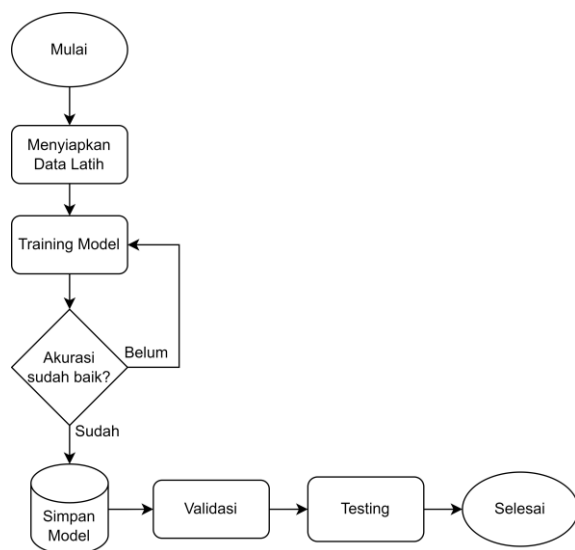 Mulai
Menyiapkan
Data Latih
Training Model
Akurasi
sudah baik?
Belum
Sudah
Simpan
Model
Validasi
Testing
Selesai